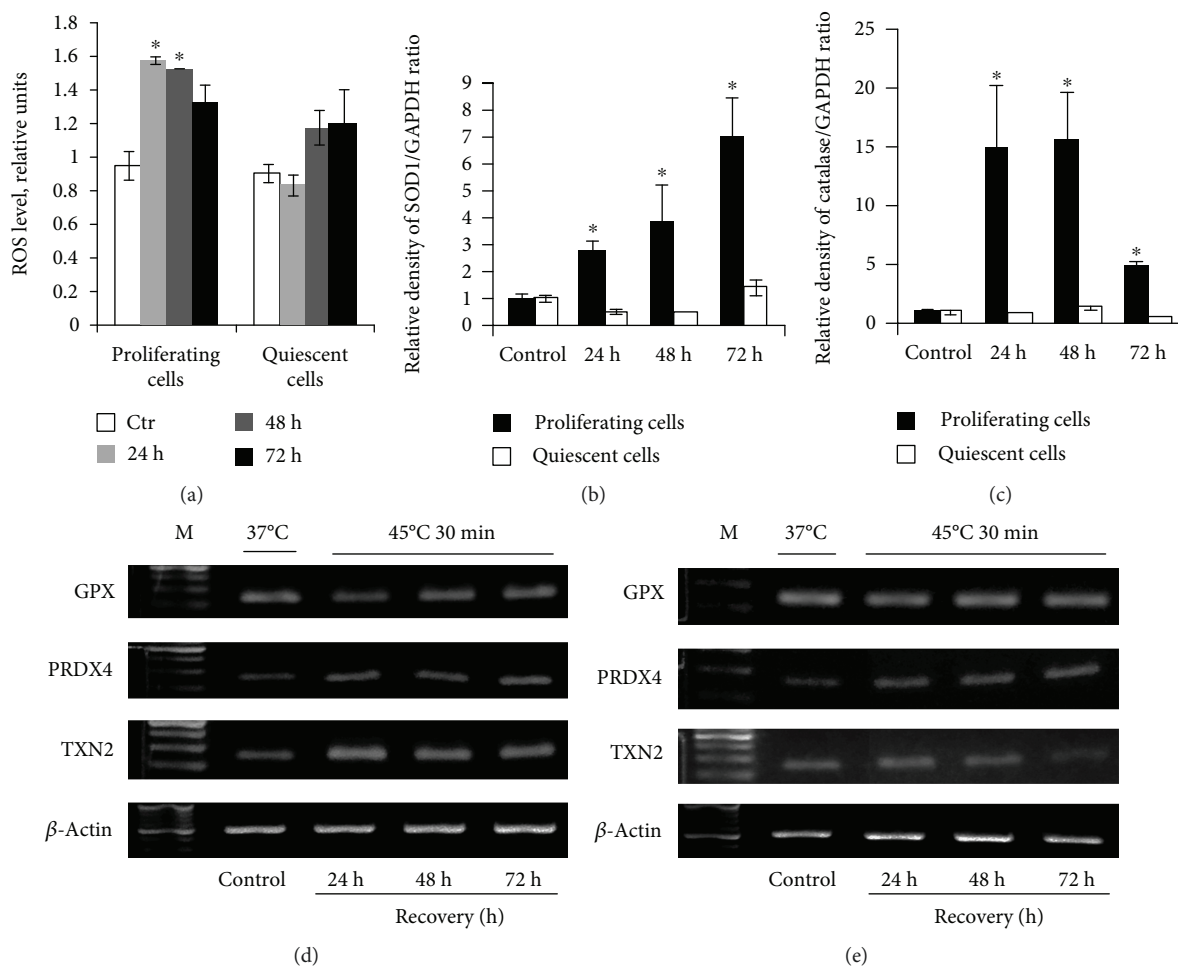 ROS level, relative units
1.8
1.6
1.4
1.2
1
0.8
0.6
0.4
0.2
0
*
*
Proliferating
cells
Quiescent
cells
Ctr
24 h
48 h
72 h
(a)
Relative density of SOD1/GAPDH ratio
9
8
7
6
5
4
3
2
1
0
*
*
*
Control
24 h
48 h
72 h
Proliferating cells
Quiescent cells
(b)
Relative density of catalase/GAPDH ratio
25
20
15
10
5
0
*
*
*
Control
24 h
48 h
72 h
Proliferating cells
Quiescent cells
(c)
M
37°C
45°C 30 min
GPX
PRDX4
TXN2
β-Actin
Control
24 h
48 h
72 h
Recovery (h)
(d)
M
37°C
45°C 30 min
GPX
PRDX4
TXN2
β-Actin
Control
24 h
48 h
72 h
Recovery (h)
(e)